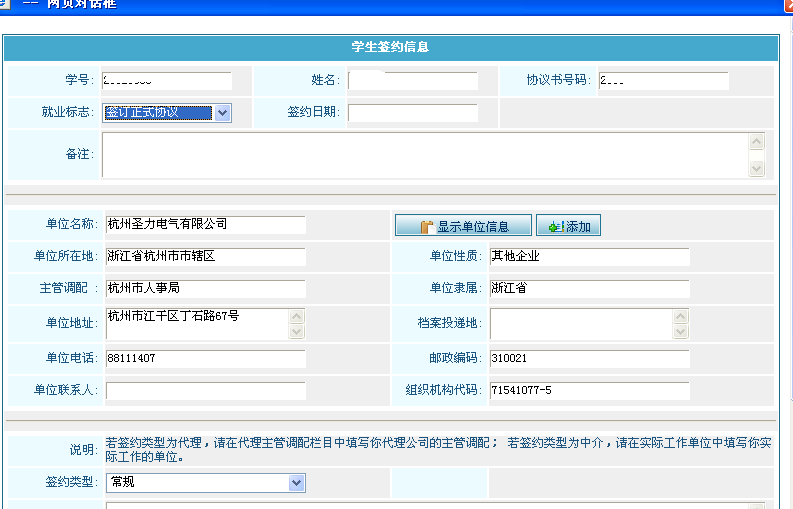 -- 网页对话框
学生签约信息
学号: 姓名: 协议书号码:
就业标志: 签订正式协议 签约日期:
备注:
单位名称: 杭州圣力电气有限公司 显示单位信息 添加
单位所在地: 浙江省杭州市市辖区 单位性质: 其他企业
主管调配 : 杭州市人事局 单位隶属: 浙江省
单位地址: 杭州市江干区丁石路67号 档案投递地:
单位电话: 88111407 邮政编码: 310021
单位联系人: 组织机构代码: 71541077-5
说明: 若签约类型为代理，请在代理主管调配栏目中填写你代理公司的主管调配； 若签约类型为中介，请在实际工作单位中填写你实
际工作的单位。
签约类型: 常规